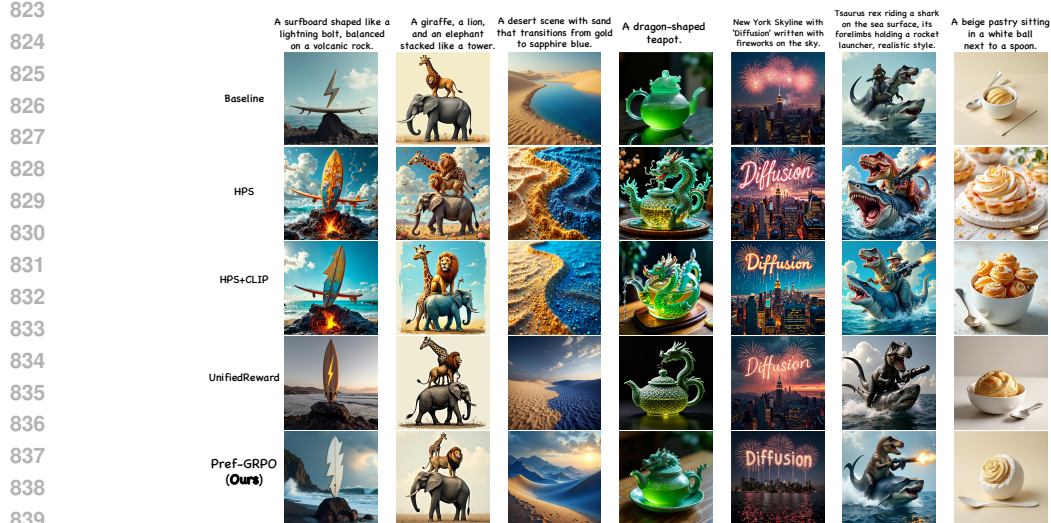 823
824
825
826
827
828
829
830
831
832
833
834
835
836
837
838
839
A surfboard shaped like a
lightning bolt, balanced
on a volcanic rock.
A giraffe, a lion,
and an elephant
stacked like a tower.
A desert scene with sand
that transitions from gold
to sapphire blue.
A dragon-shaped
teapot.
New York Skyline with
'Diffusion' written with
fireworks on the sky.
Tsaurus rex riding a shark
on the sea surface, its
forelimbs holding a rocket
launcher, realistic style.
A beige pastry sitting
in a white ball
next to a spoon.
Baseline
HPS
Diffusion
HPS+CLIP
Diffusion
UnifiedReward
Diffusion
Pref-GRPO
(Ours)
Diffusion